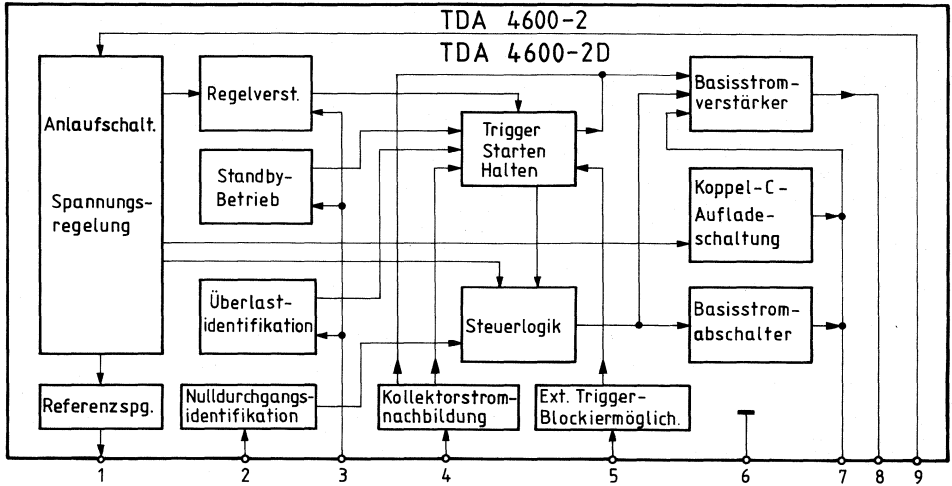 TDA 4600-2
TDA 4600-2D
Anlaufschalt.
Spannungs-
regelung
Regelverst.
Standby-
Betrieb
Überlast-
identifikation
Trigger
Starten
Halten
Steuerlogik
Basisstrom-
verstärker
Koppel-C-
Auflade-
schaltung
Basisstrom-
abschalter
Referenzspg.
Nulldurchgangs-
identifikation
Kollektorstrom-
nachbildung
Ext. Trigger-
Blockiermöglich.
1 2 3 4 5 6 7 8 9